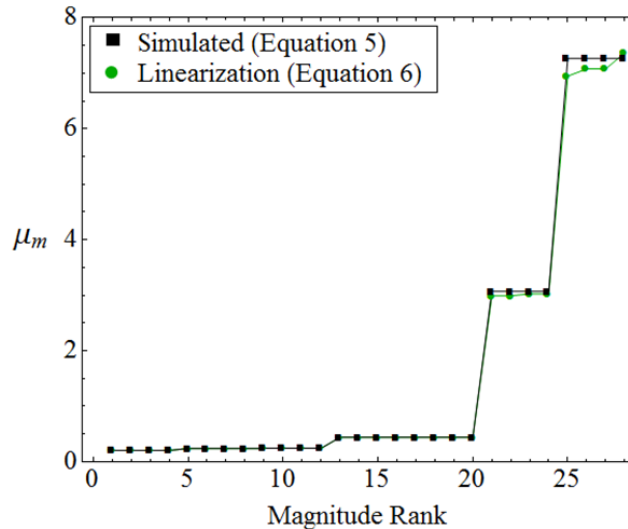 8
Simulated (Equation 5)
Linearization (Equation 6)
6
μm
4
2
0
0 5 10 15 20 25
Magnitude Rank